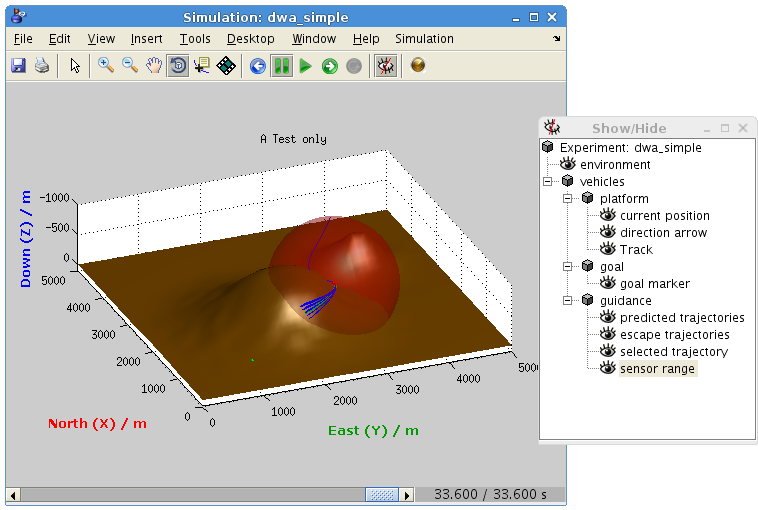 Simulation: dwa_simple
File Edit View Insert Tools Desktop Window Help Simulation
A Test only
Down (Z) / m
-1000
-500
0
5000
4000
3000
2000
1000
0
North (X) / m
0
1000
2000
3000
4000
5000
East (Y) / m
33.600 / 33.600 s
Show/Hide
Experiment: dwa_simple
environment
vehicles
platform
current position
direction arrow
Track
goal
goal marker
guidance
predicted trajectories
escape trajectories
selected trajectory
sensor range